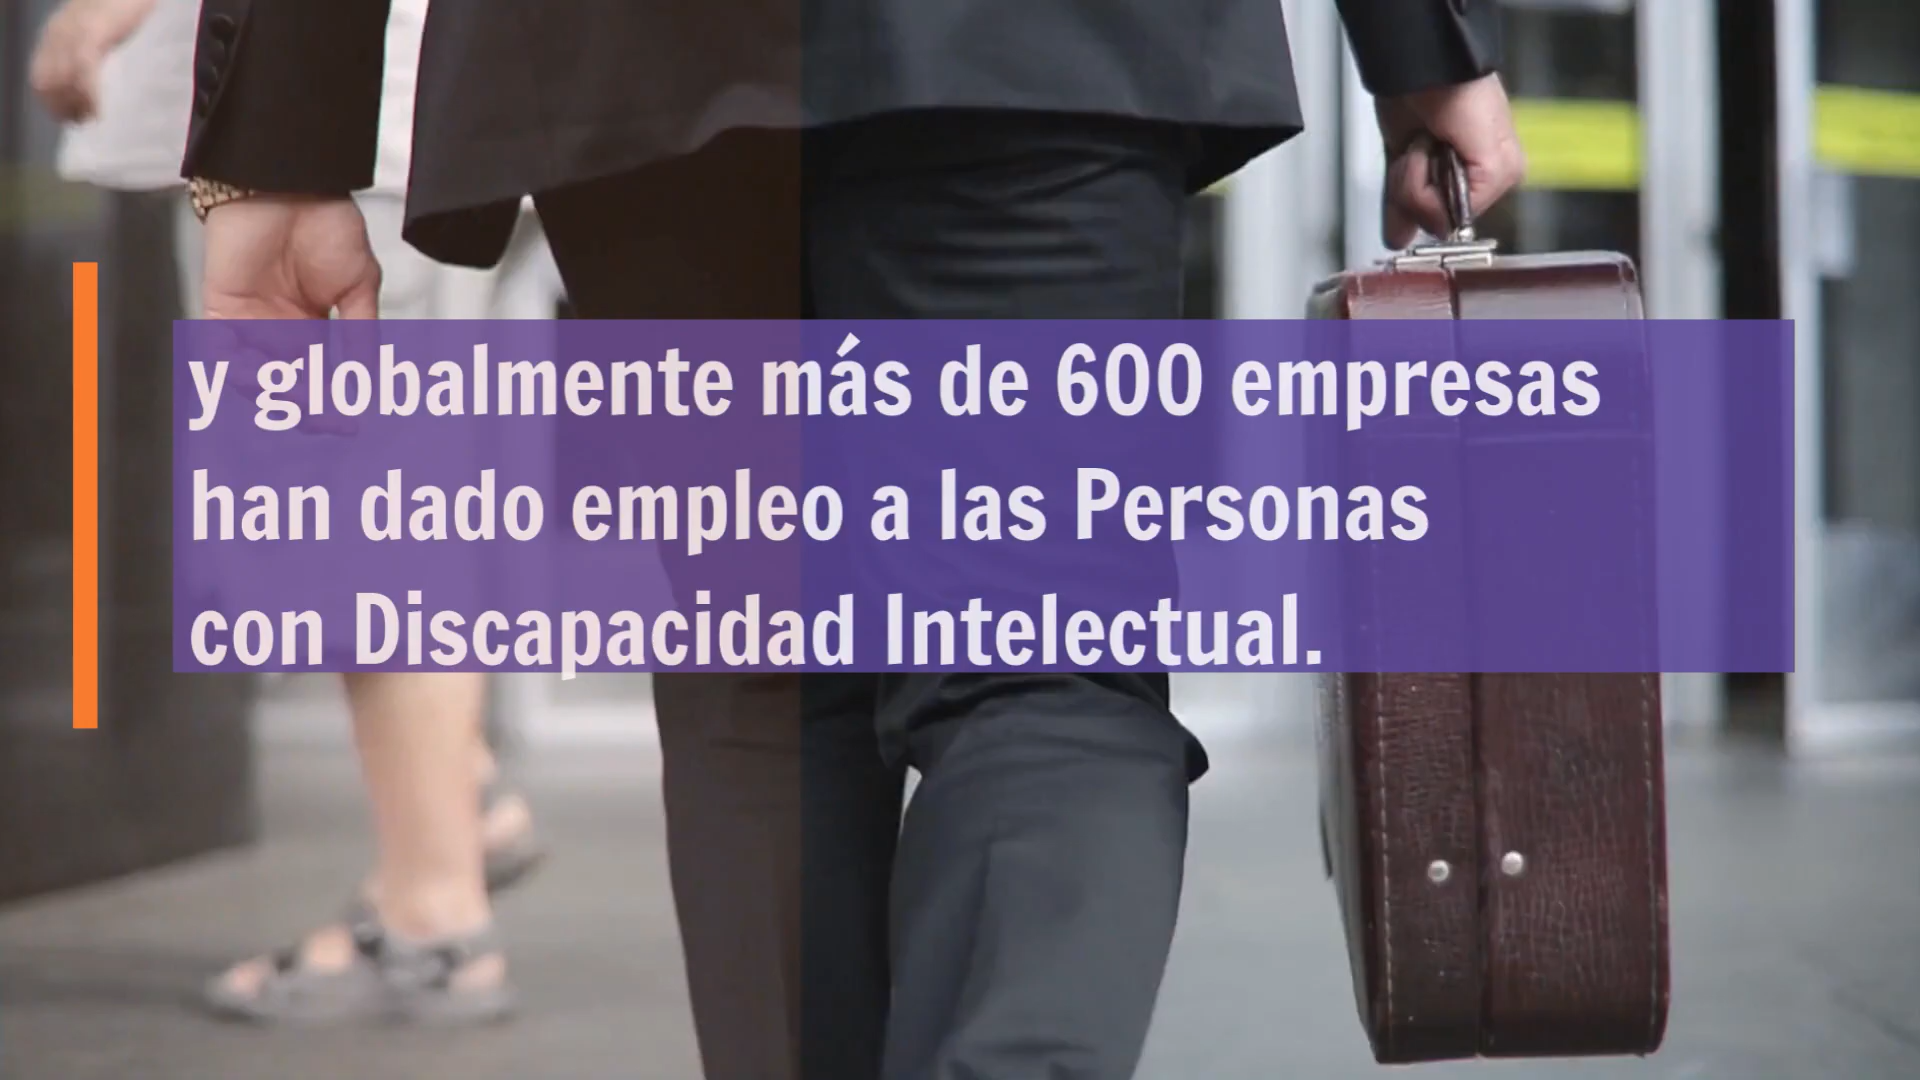 y globalmente más de 600 empresas
han dado empleo a las Personas
con Discapacidad Intelectual.